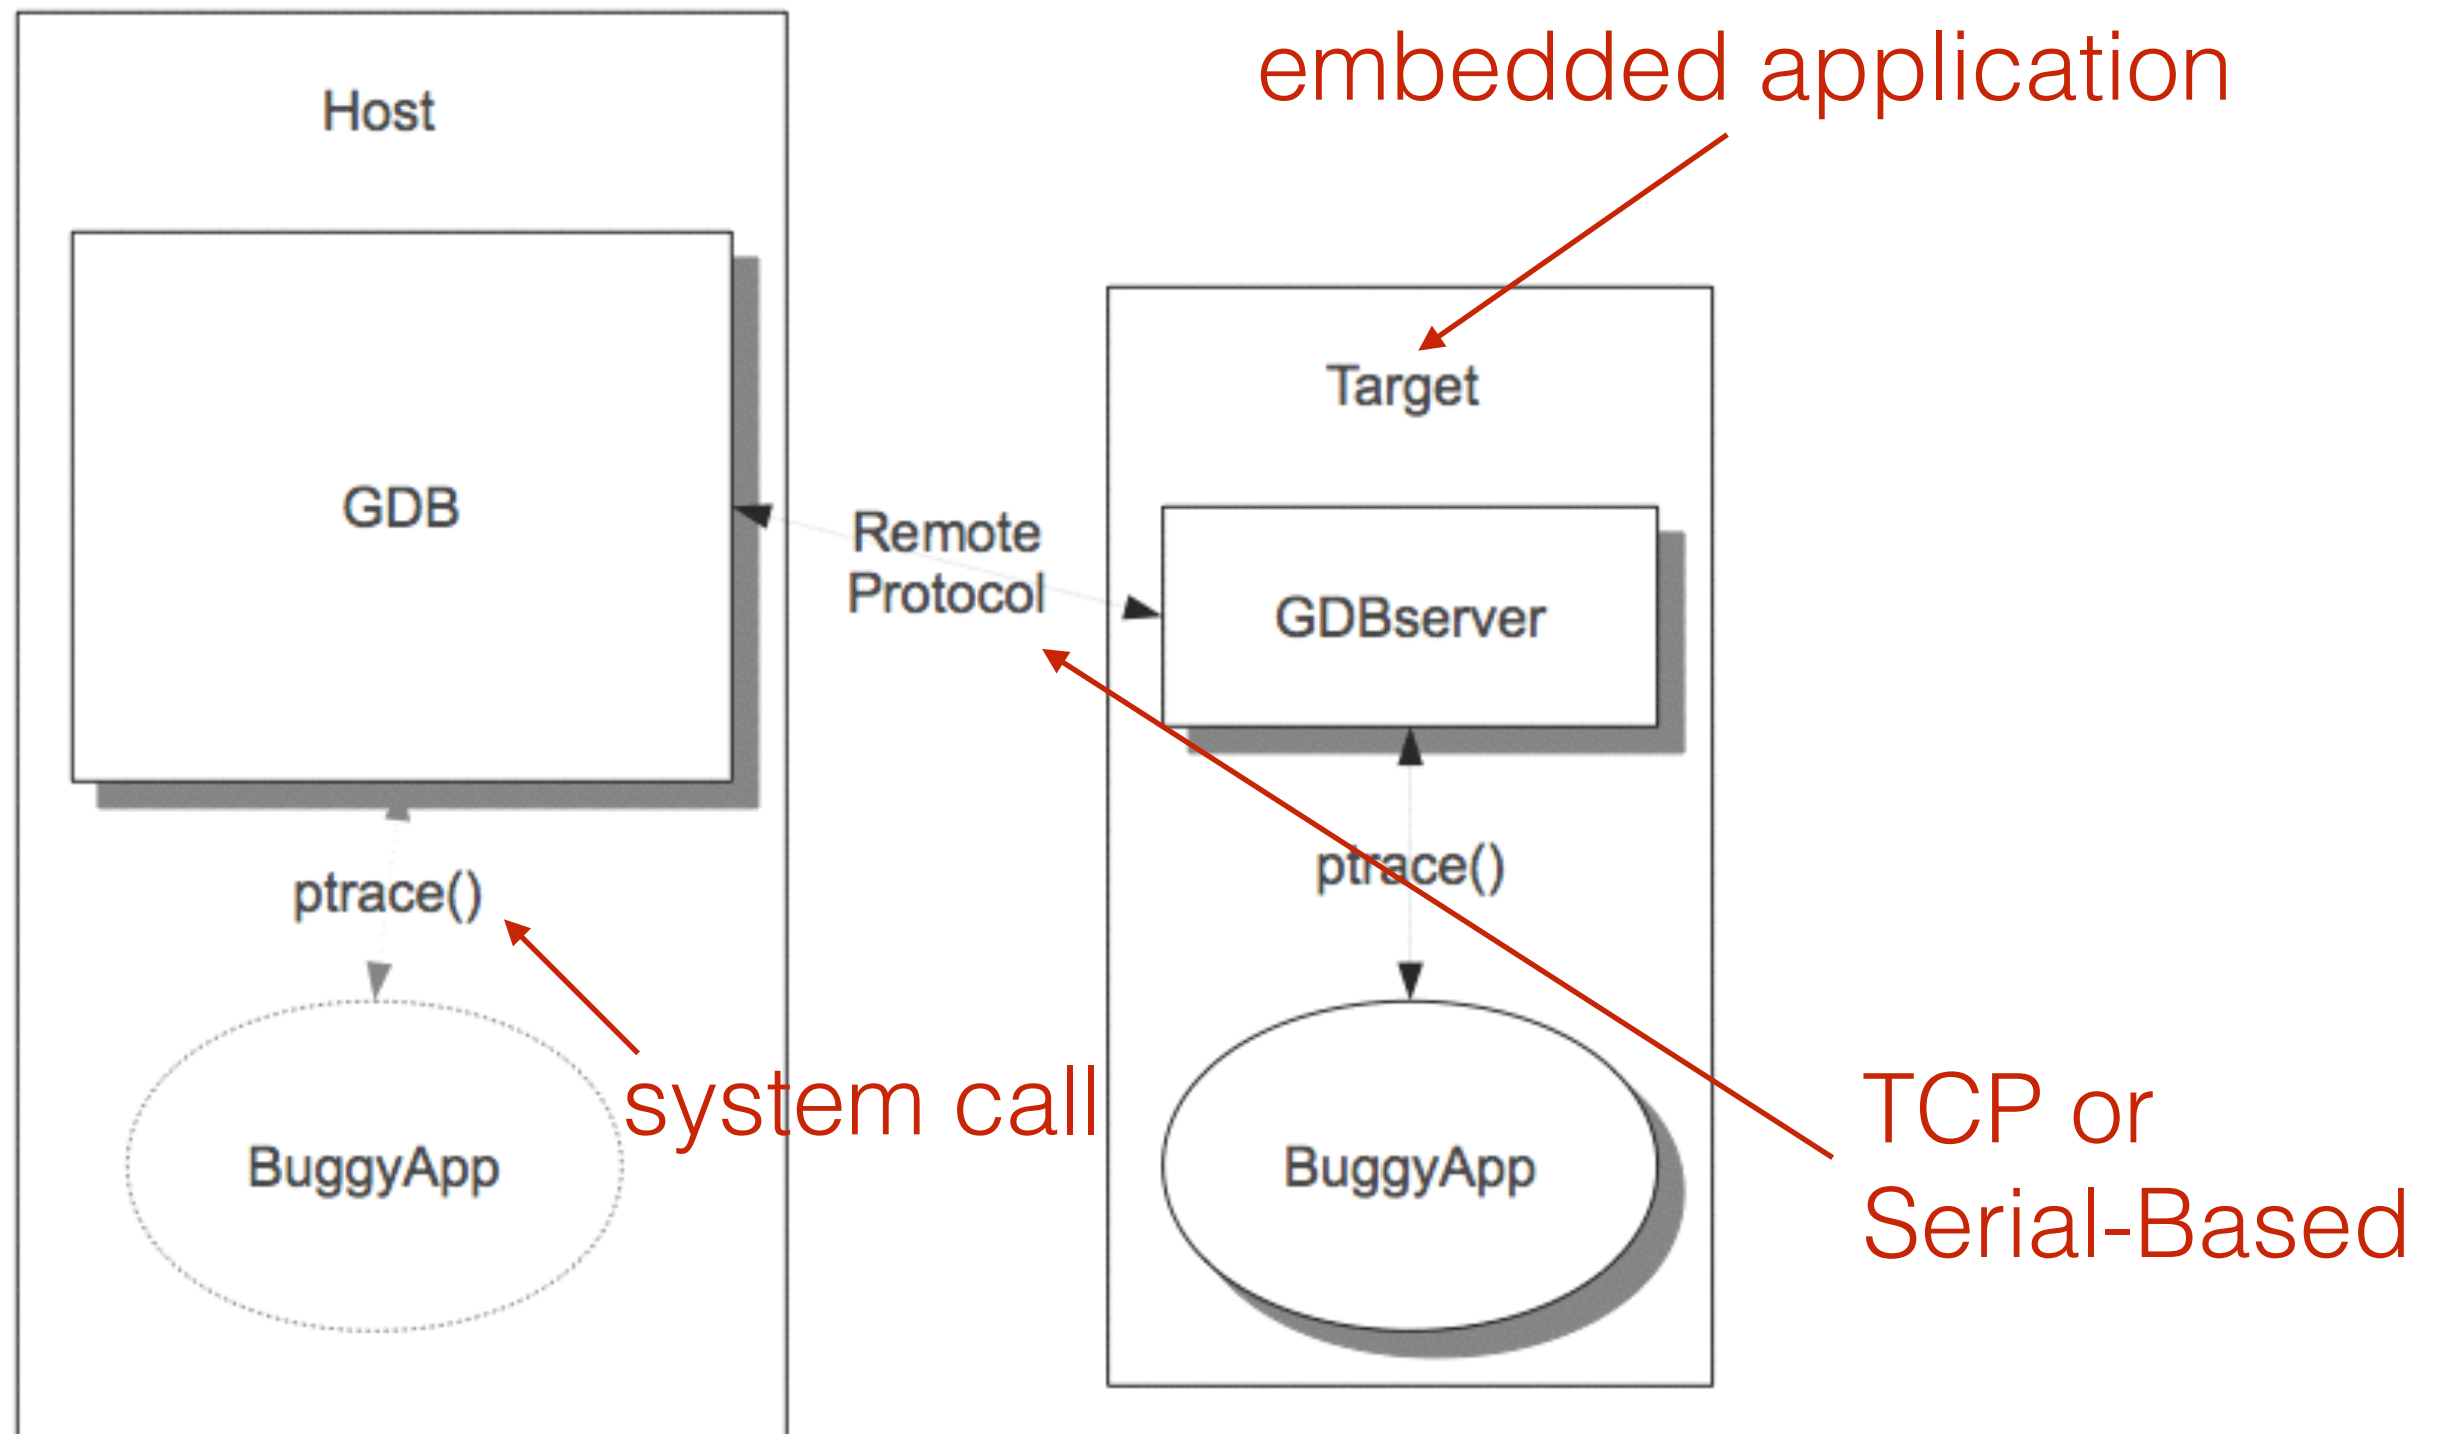 embedded application
Host
Target
GDB
Remote
Protocol
GDBserver
ptrace()
ptrace()
system call
BuggyApp
BuggyApp
TCP or
Serial-Based